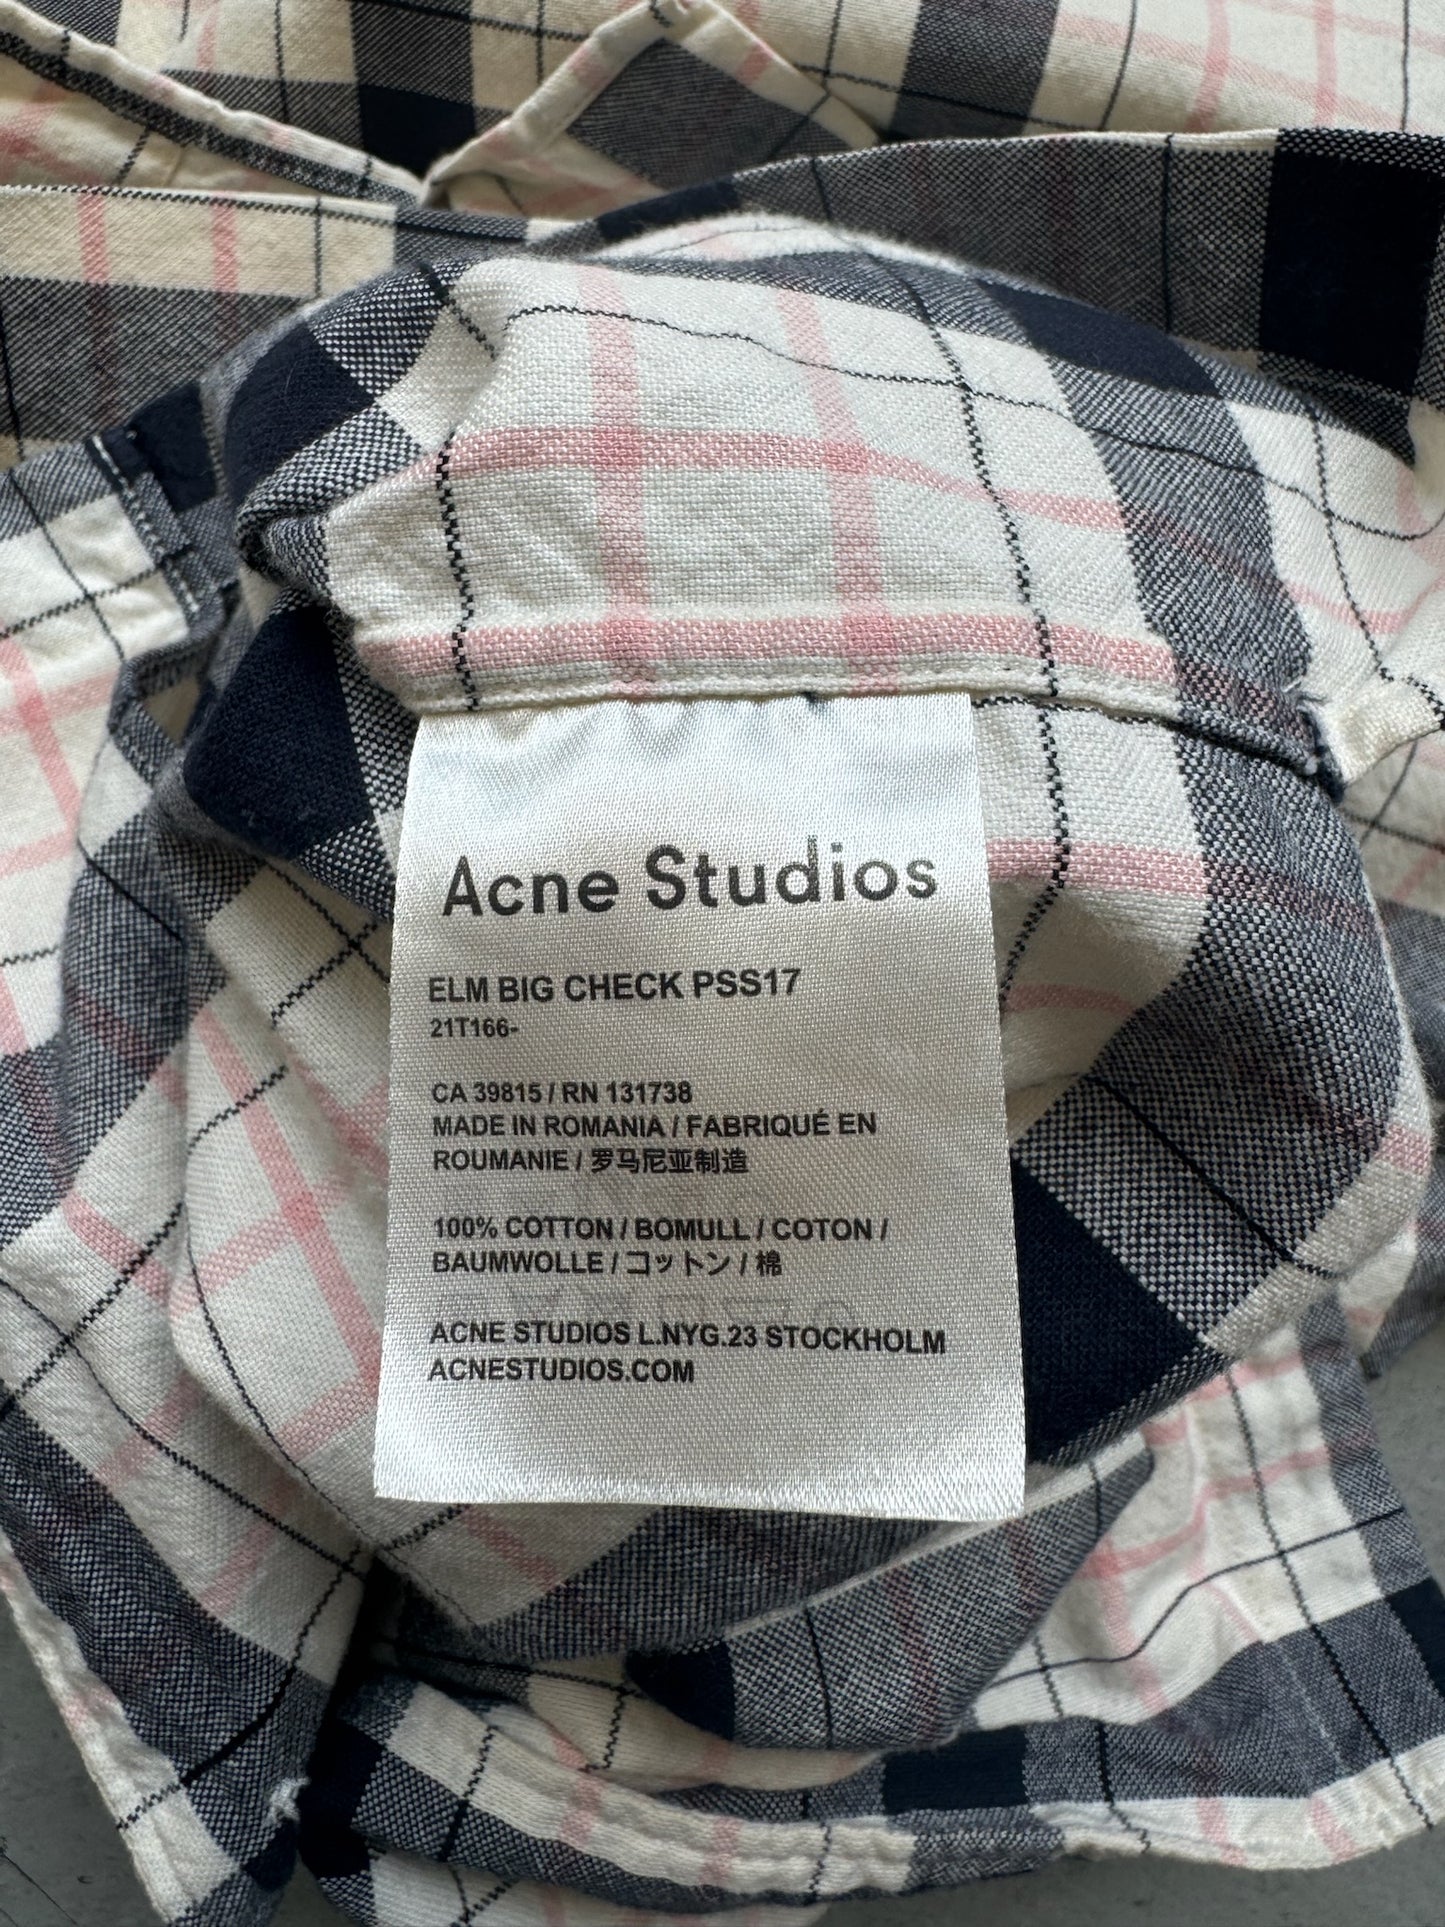 Acne Studios
ELM BIG CHECK PSS17
21T166-
CA 39815 / RN 131738
MADE IN ROMANIA / FABRIQUÉ EN
ROUMANIE / 罗马尼亚制造
100% COTTON / BOMULL / COTON /
BAUMWOLLE / コットン / 棉
ACNE STUDIOS L.NYG.23 STOCKHOLM
ACNESTUDIOS.COM